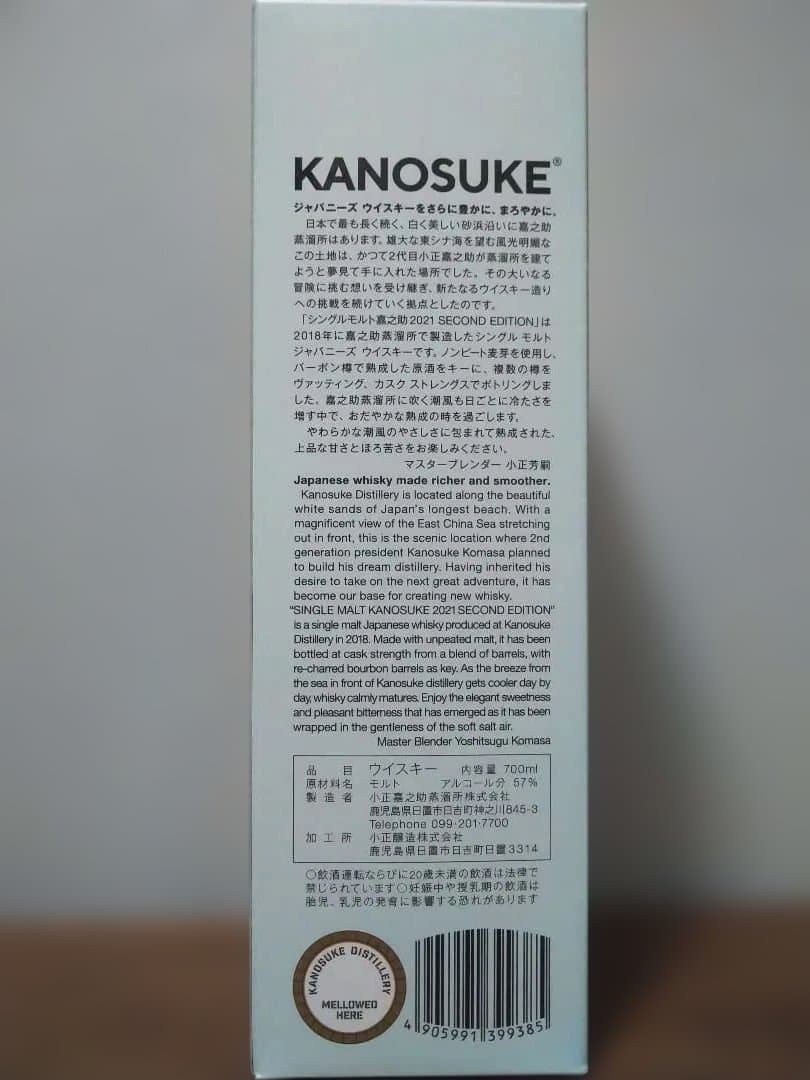 KANOSUKE®
ジャパニーズ ウイスキーをさらに豊かに、まろやかに。
日本で最も長く続く、白く美しい砂浜沿いに嘉之助
蒸溜所はあります。雄大な東シナ海を望む風光明媚な
この土地は、かつて2代目小正嘉之助が蒸溜所を建て
ようと夢見て手に入れた場所でした。その大いなる
冒険に挑む想いを受け継ぎ、新たなるウイスキー造り
への挑戦を続けていく拠点としたのです。
「シングルモルト嘉之助 2021 SECOND EDITION」は
2018年に嘉之助蒸溜所で製造したシングル モルト
ジャパニーズ ウイスキーです。ノンピート麦芽を使用し、
バーボン樽で熟成した原酒をキーに、複数の樽を
ヴァッティング、カスク ストレングスでボトリングしま
した。嘉之助蒸溜所に吹く潮風も日ごとに冷たさを
増す中で、おだやかな熟成の時を過ごします。
やわらかな潮風のやさしさに包まれて熟成された、
上品な甘さとほろ苦さをお楽しみください。
マスターブレンダー 小正芳嗣
Japanese whisky made richer and smoother.
Kanosuke Distillery is located along the beautiful
white sands of Japan's longest beach. With a
magnificent view of the East China Sea stretching
out in front, this is the scenic location where 2nd
generation president Kanosuke Komasa planned
to build his dream distillery. Having inherited his
desire to take on the next great adventure, it has
become our base for creating new whisky.
"SINGLE MALT KANOSUKE 2021 SECOND EDITION"
is a single malt Japanese whisky produced at Kanosuke
Distillery in 2018. Made with unpeated malt, it has been
bottled at cask strength from a blend of barrels, with
re-charred bourbon barrels as key. As the breeze from
the sea in front of Kanosuke distillery gets cooler day by
day, whisky calmly matures. Enjoy the elegant sweetness
and pleasant bitterness that has emerged as it has been
wrapped in the gentleness of the soft salt air.
Master Blender Yoshitsugu Komasa
品目 ウイスキー 内容量 700ml
原材料名 モルト アルコール分 57%
製造者 小正嘉之助蒸溜所株式会社
鹿児島県日置市日吉町神之川845-3
Telephone 099･201･7700
加工所 小正醸造株式会社
鹿児島県日置市日吉町日置3314
○飲酒運転ならびに20歳未満の飲酒は法律で
禁じられています○妊娠中や授乳期の飲酒は
胎児、乳児の発育に影響する恐れがあります
KANOSUKE DISTILLERY
MELLOWED
HERE
4 905991 399385